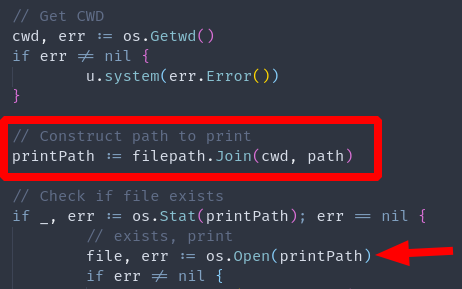 // Get CWD
cwd, err := os.Getwd()
if err != nil {
u.system(err.Error())
}
// Construct path to print
printPath := filepath.Join(cwd, path)
// Check if file exists
if _, err := os.Stat(printPath); err == nil {
// exists, print
file, err := os.Open(printPath)
if err != nil {